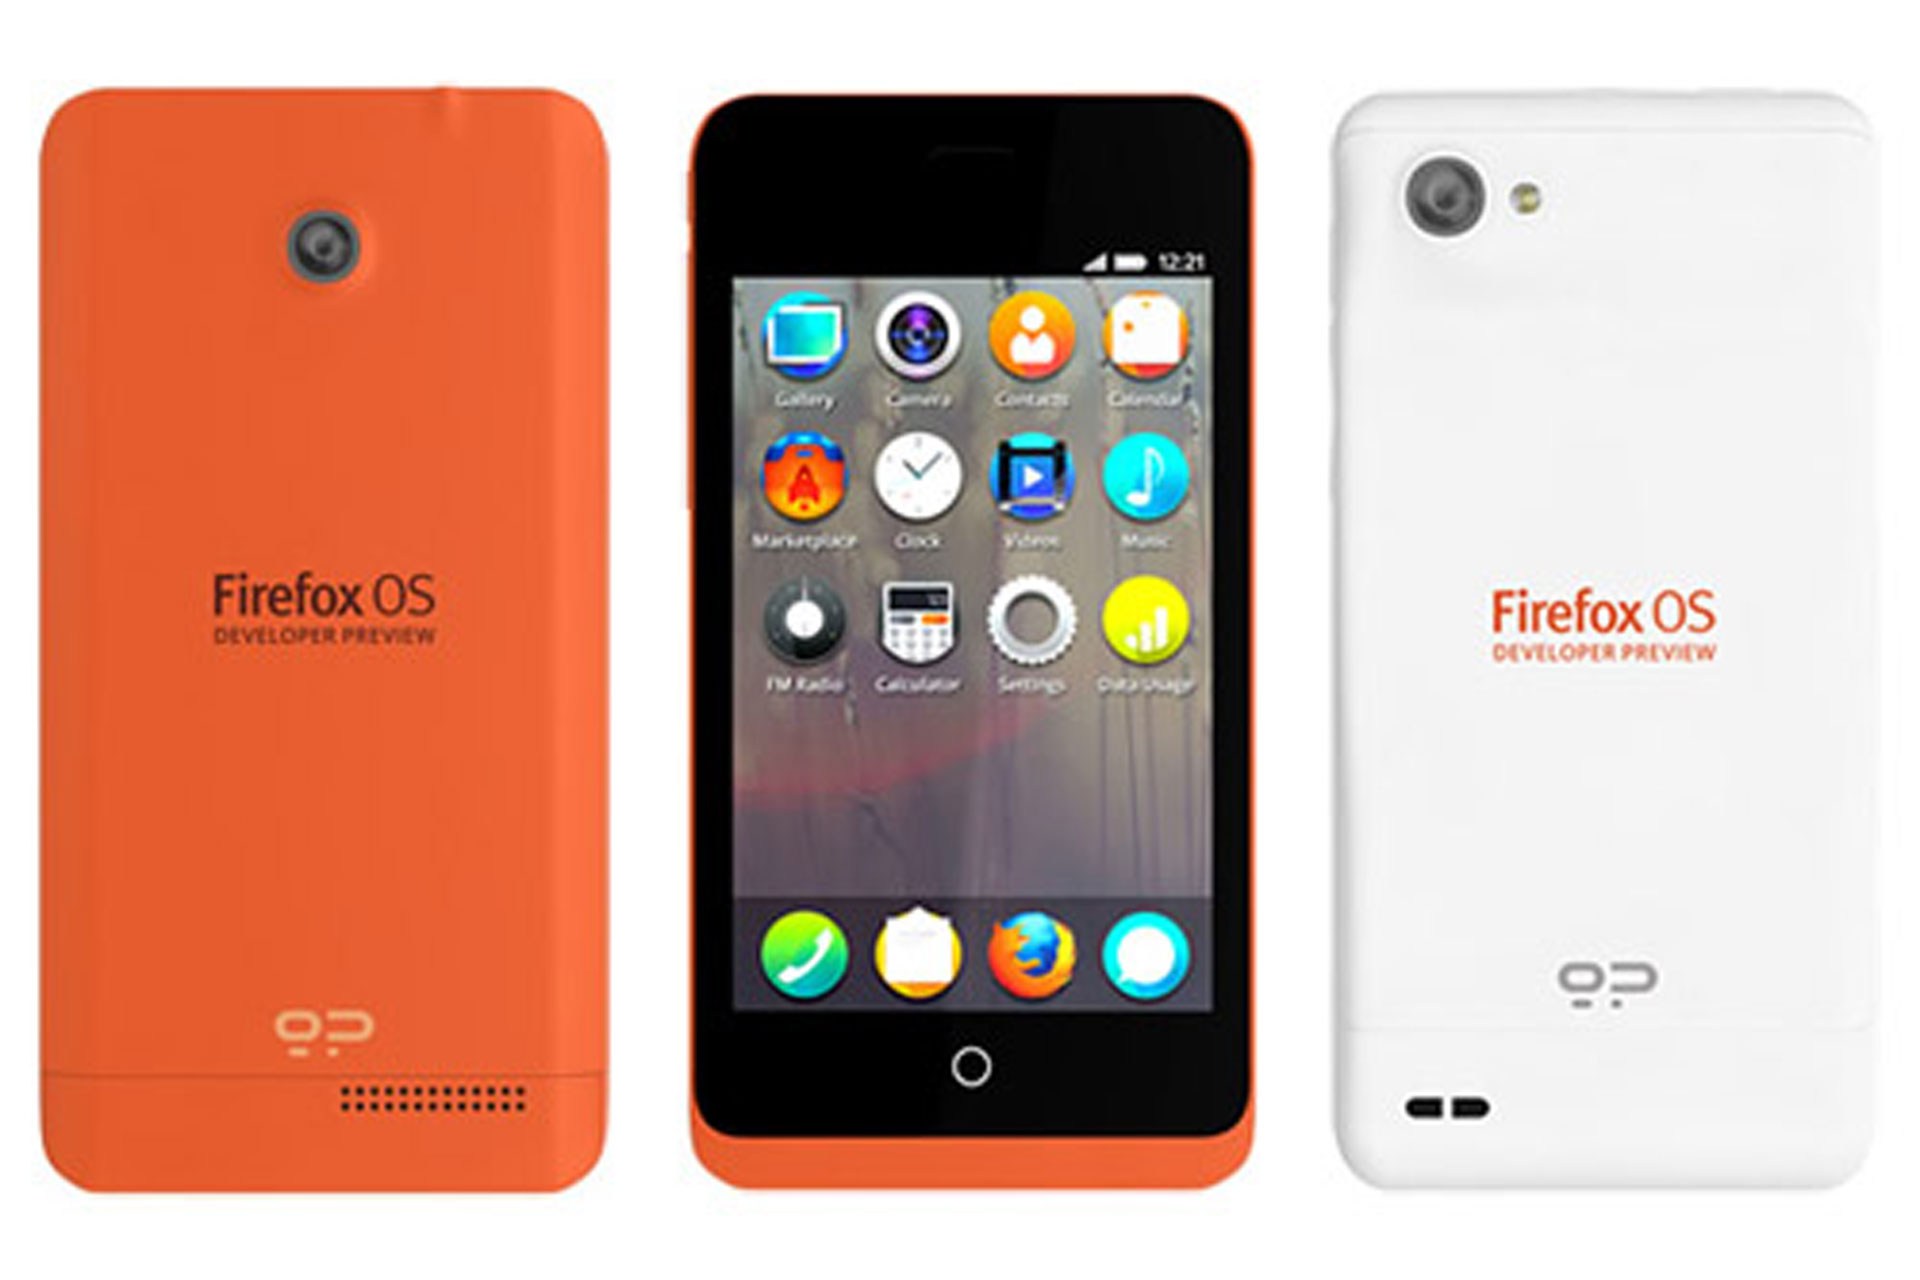 Firefox OS
DEVELOPER PREVIEW
12:21
Gallery Camera Contacts Calendar
Marketplace Clock Videos Music
FM Radio Calculator Settings Data Usage
Firefox OS
DEVELOPER PREVIEW